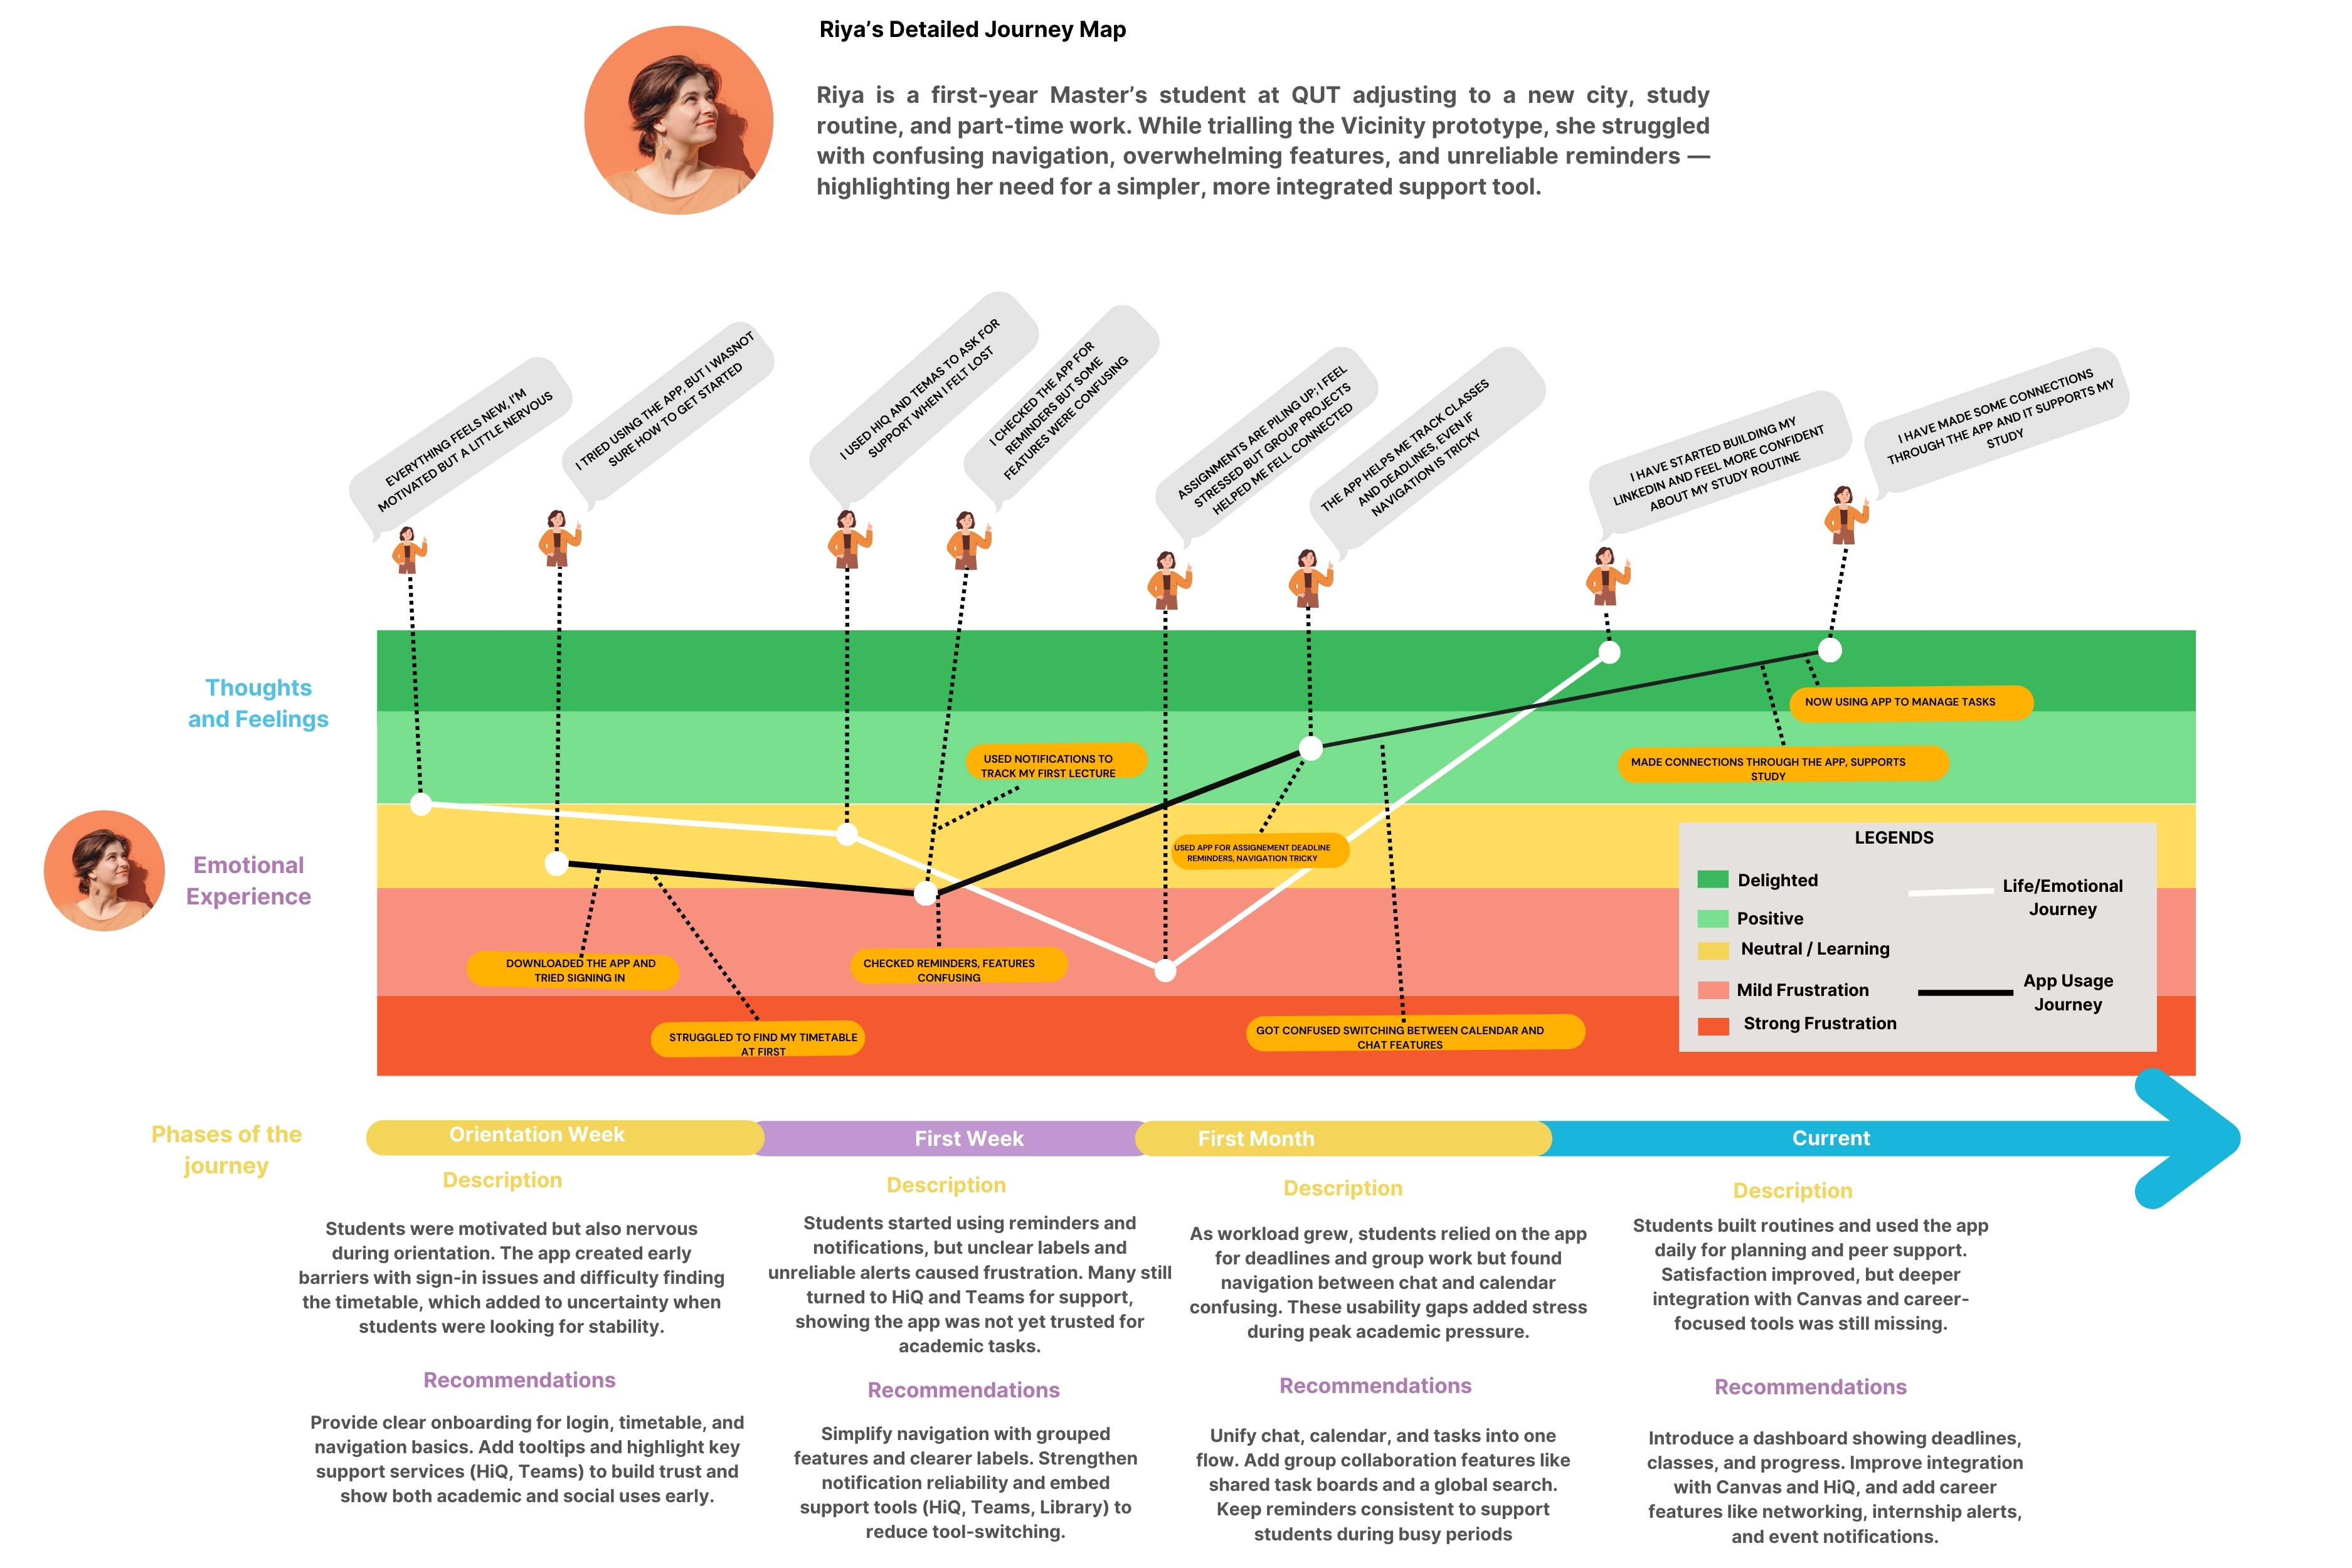 Riya’s Detailed Journey Map
Riya is a first-year Master’s student at QUT adjusting to a new city, study
routine, and part-time work. While trialling the Vicinity prototype, she struggled
with confusing navigation, overwhelming features, and unreliable reminders —
highlighting her need for a simpler, more integrated support tool.
EVERYTHING FEELS NEW, I'M
MOTIVATED BUT A LITTLE NERVOUS
I TRIED USING THE APP, BUT I WASNOT
SURE HOW TO GET STARTED
I USED HIQ AND TEMAS TO ASK FOR
SUPPORT WHEN I FELT LOST
I CHECKED THE APP FOR
REMINDERS BUT SOME
FEATURES WERE CONFUSING
ASSIGNMENTS ARE PILING UP; I FEEL
STRESSED BUT GROUP PROJECTS
HELPED ME FELL CONNECTED
THE APP HELPS ME TRACK CLASSES
AND DEADLINES, EVEN IF
NAVIGATION IS TRICKY
I HAVE STARTED BUILDING MY
LINKEDIN AND FEEL MORE CONFIDENT
ABOUT MY STUDY ROUTINE
I HAVE MADE SOME CONNECTIONS
THROUGH THE APP AND IT SUPPORTS MY
STUDY
Thoughts
and Feelings
Emotional
Experience
NOW USING APP TO MANAGE TASKS
USED NOTIFICATIONS TO
TRACK MY FIRST LECTURE
MADE CONNECTIONS THROUGH THE APP, SUPPORTS
STUDY
USED APP FOR ASSIGNEMENT DEADLINE
REMINDERS, NAVIGATION TRICKY
DOWNLOADED THE APP AND
TRIED SIGNING IN
CHECKED REMINDERS, FEATURES
CONFUSING
STRUGGLED TO FIND MY TIMETABLE
AT FIRST
GOT CONFUSED SWITCHING BETWEEN CALENDAR AND
CHAT FEATURES
LEGENDS
Delighted
Positive
Neutral / Learning
Mild Frustration
Strong Frustration
Life/Emotional
Journey
App Usage
Journey
Phases of the
journey
Orientation Week
Description
Students were motivated but also nervous
during orientation. The app created early
barriers with sign-in issues and difficulty finding
the timetable, which added to uncertainty when
students were looking for stability.
Recommendations
Provide clear onboarding for login, timetable, and
navigation basics. Add tooltips and highlight key
support services (HiQ, Teams) to build trust and
show both academic and social uses early.
First Week
Description
Students started using reminders and
notifications, but unclear labels and
unreliable alerts caused frustration. Many still
turned to HiQ and Teams for support,
showing the app was not yet trusted for
academic tasks.
Recommendations
Simplify navigation with grouped
features and clearer labels. Strengthen
notification reliability and embed
support tools (HiQ, Teams, Library) to
reduce tool-switching.
First Month
Description
As workload grew, students relied on the app
for deadlines and group work but found
navigation between chat and calendar
confusing. These usability gaps added stress
during peak academic pressure.
Recommendations
Unify chat, calendar, and tasks into one
flow. Add group collaboration features like
shared task boards and a global search.
Keep reminders consistent to support
students during busy periods
Current
Description
Students built routines and used the app
daily for planning and peer support.
Satisfaction improved, but deeper
integration with Canvas and career-
focused tools was still missing.
Recommendations
Introduce a dashboard showing deadlines,
classes, and progress. Improve integration
with Canvas and HiQ, and add career
features like networking, internship alerts,
and event notifications.